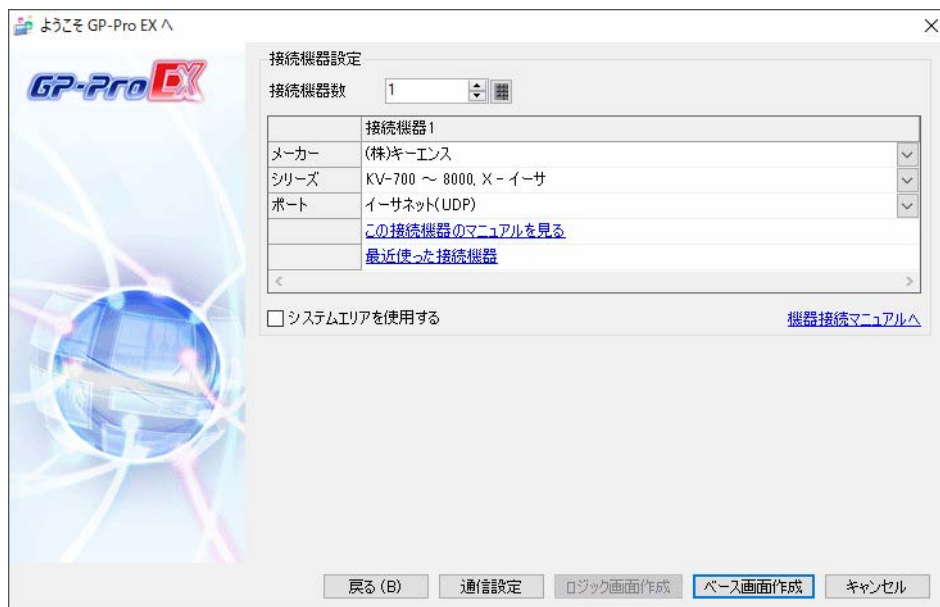 ようこそ GP-Pro EX へ
GP-Pro EX
接続機器設定
接続機器数 1
接続機器1
メーカー (株)キーエンス
シリーズ KV-700 ～ 8000, X - イーサ
ポート イーサネット(UDP)
この接続機器のマニュアルを見る
最近使った接続機器
システムエリアを使用する 機器接続マニュアルへ
戻る (B) 通信設定 ロジック画面作成 ベース画面作成 キャンセル